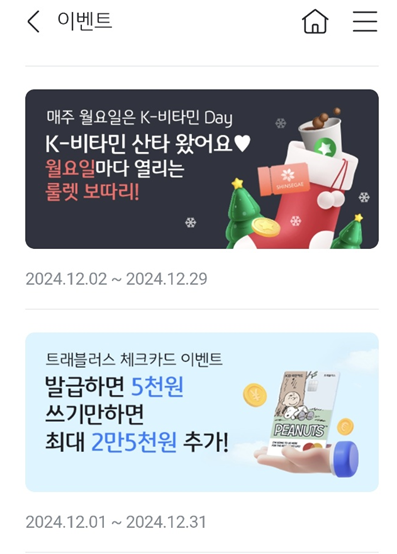 이벤트
매주 월요일은 K-비타민 Day
K-비타민 산타 왔어요♥
월요일마다 열리는
룰렛 보따리!
SHINSEGAE
2024.12.02 ~ 2024.12.29
트래블러스 체크카드 이벤트
발급하면 5천원
쓰기만하면
최대 2만5천원 추가!
PEANUTS
2024.12.01 ~ 2024.12.31